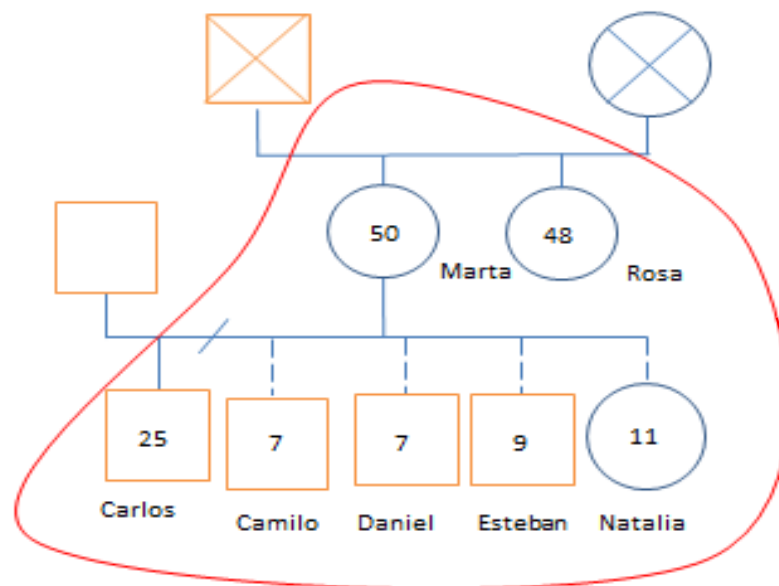 50
48
Marta
Rosa
25
7
7
9
11
Carlos
Camilo
Daniel
Esteban
Natalia